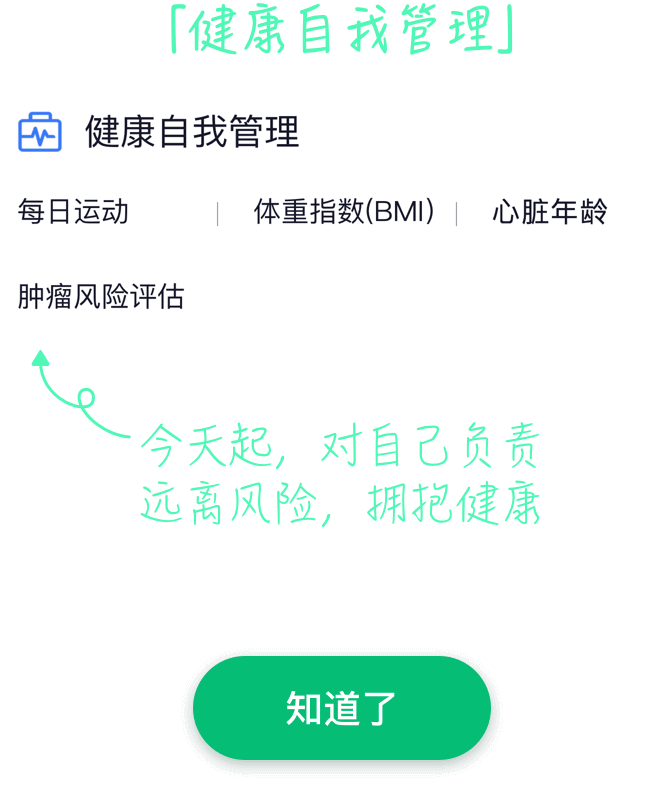 「健康自我管理」
健康自我管理
每日运动 | 体重指数(BMI) | 心脏年龄
肿瘤风险评估
今天起，对自己负责
远离风险，拥抱健康
知道了